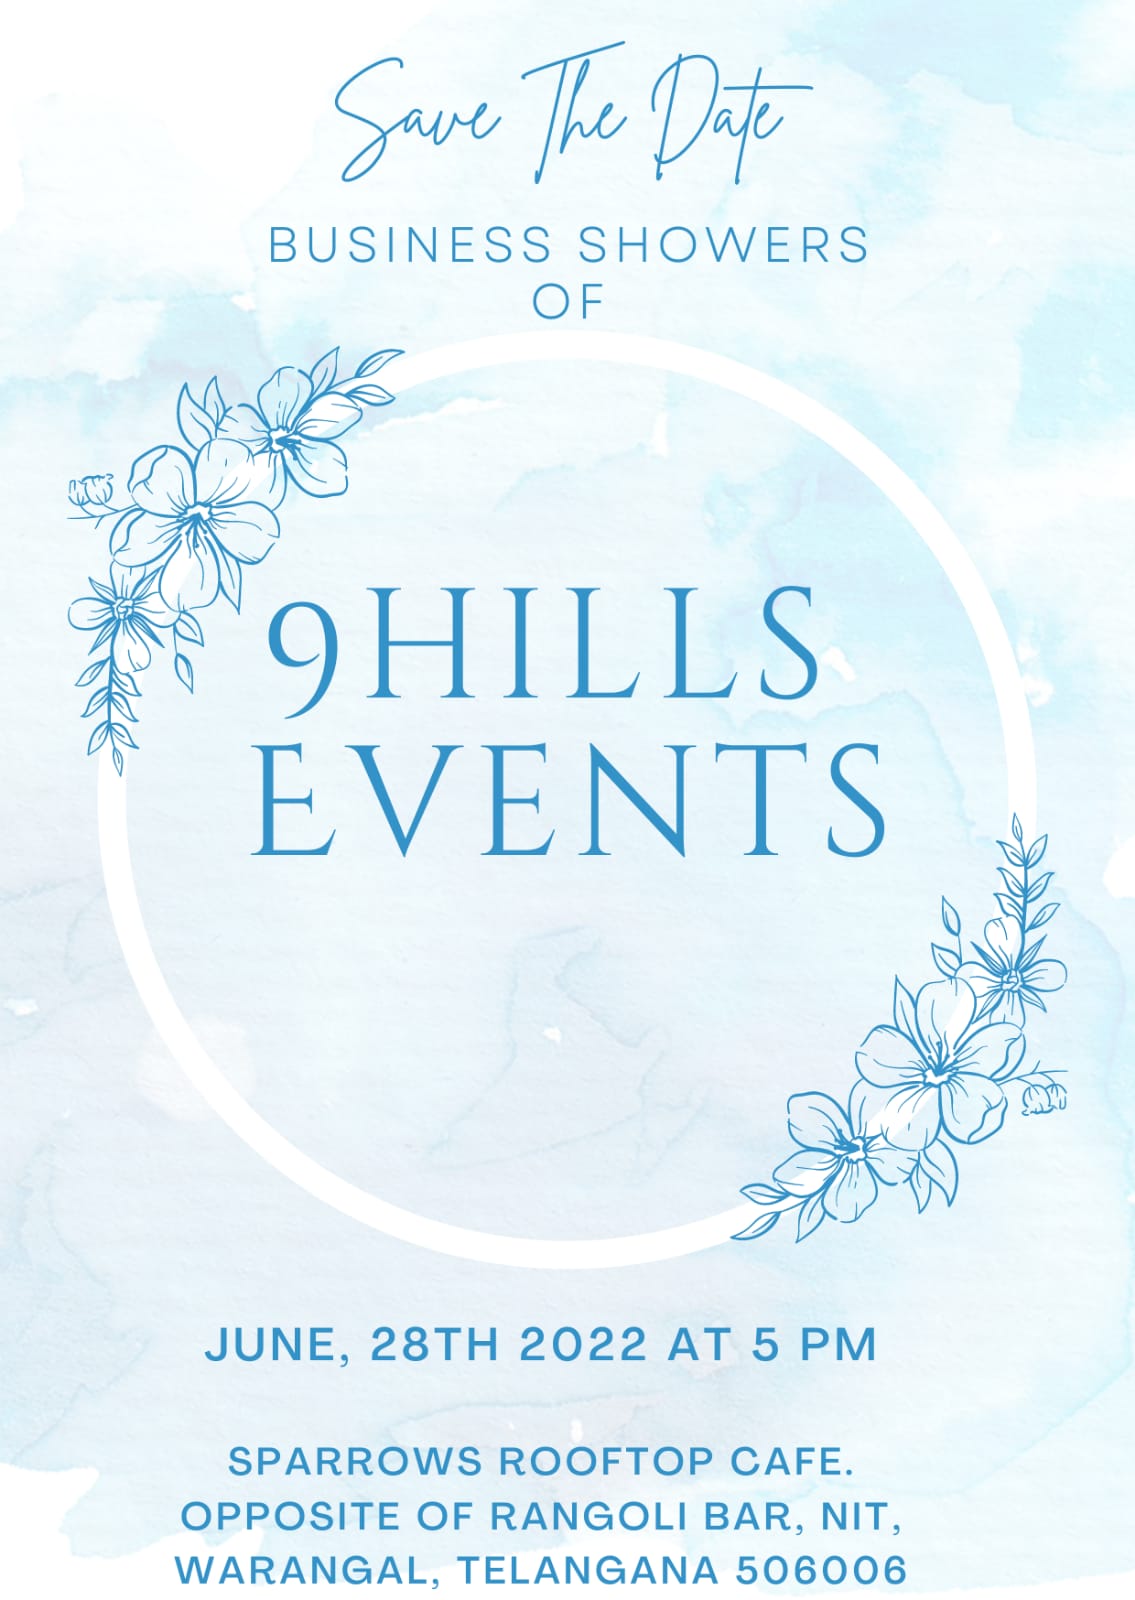 Save The Date
BUSINESS SHOWERS
OF
9HILLS
EVENTS
JUNE, 28TH 2022 AT 5 PM
SPARROWS ROOFTOP CAFE.
OPPOSITE OF RANGOLI BAR, NIT,
WARANGAL, TELANGANA 506006